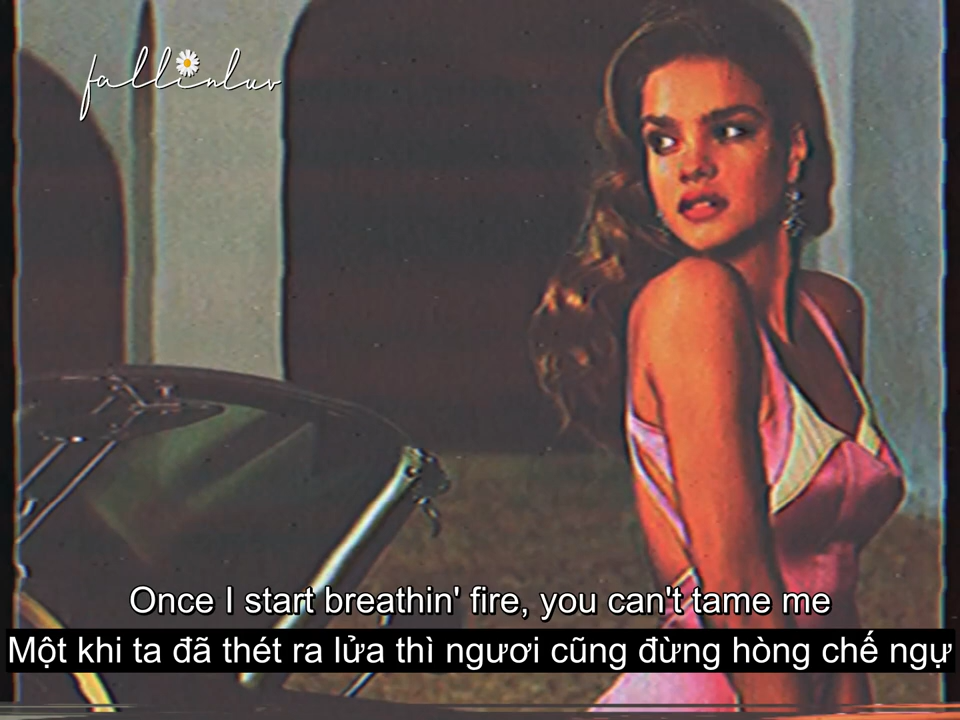 fallinluv
Once I start breathin' fire, you can't tame me
Một khi ta đã thét ra lửa thì ngươi cũng đừng hòng chế ngự